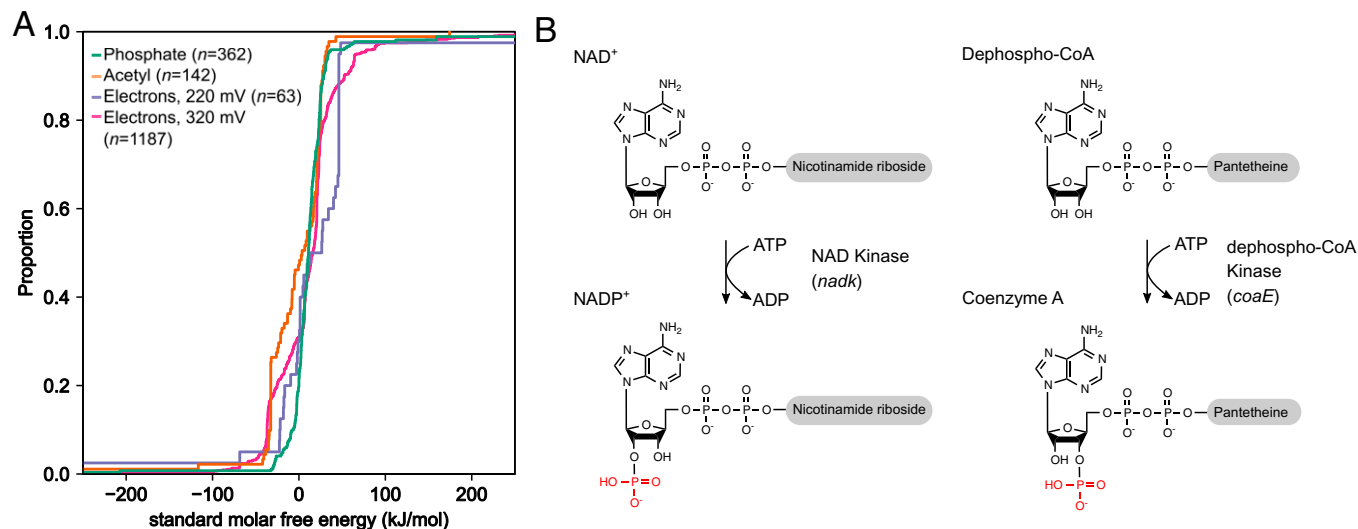 A
1.0
0.8
0.6
0.4
0.2
0.0
Proportion
Phosphate (n=362)
Acetyl (n=142)
Electrons, 220 mV (n=63)
Electrons, 320 mV
(n=1187)
−200
−100
0
100
200
standard molar free energy (kJ/mol)
B
NAD+
NH2
N
N
N
N
O
O
O
O P O P O
O- O-
Nicotinamide riboside
OH OH
ATP
ADP
NAD Kinase
(nadk)
NADP+
NH2
N
N
N
N
O
O
O
O P O P O
O- O-
Nicotinamide riboside
O OH
HO P O
O-
Dephospho-CoA
NH2
N
N
N
N
O
O
O
O P O P O
O- O-
Pantetheine
OH OH
ATP
ADP
dephospho-CoA
Kinase
(coaE)
Coenzyme A
NH2
N
N
N
N
O
O
O
O P O P O
O- O-
Pantetheine
OH O
HO P O
O-